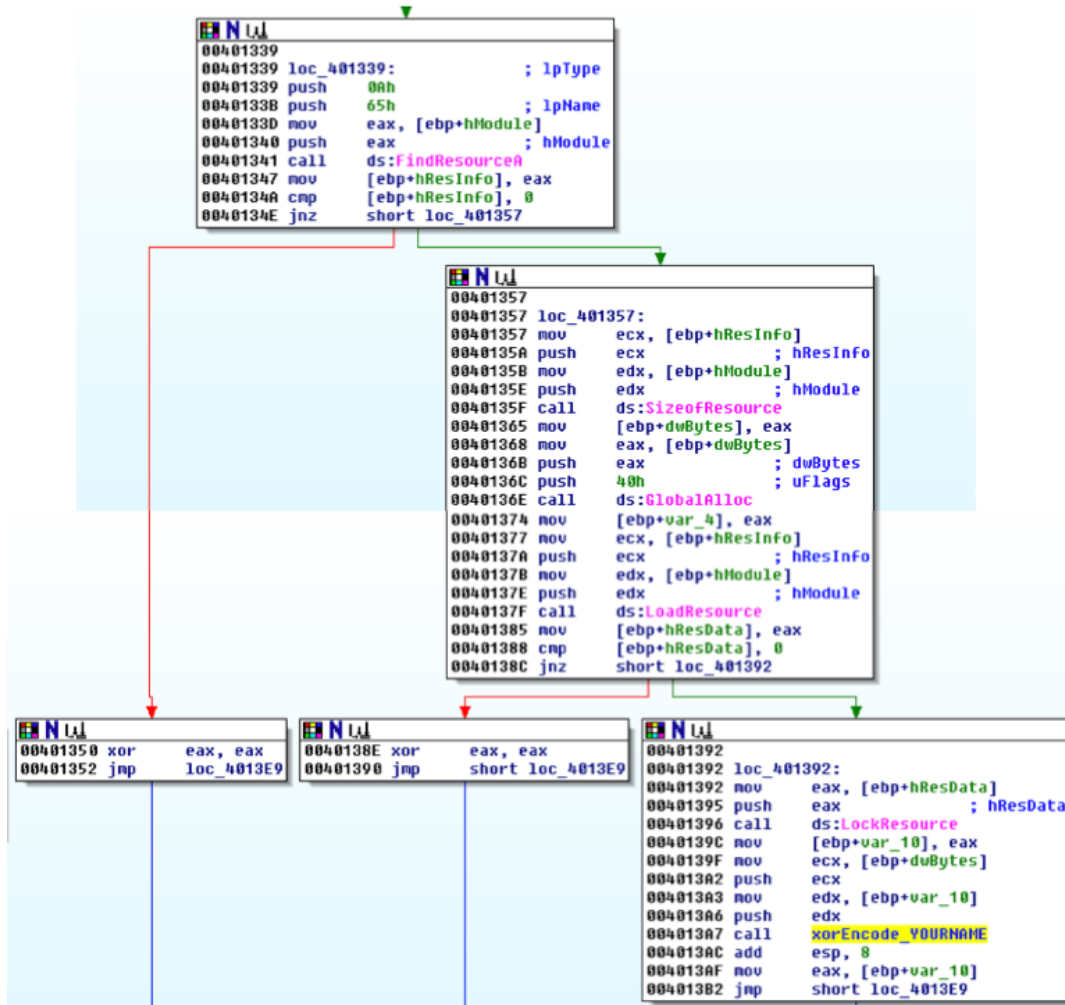 00401339
00401339 loc_401339: ; lpType
00401339 push 0Ah
0040133B push 65h ; lpName
0040133D mov eax, [ebp+hModule]
00401340 push eax ; hModule
00401341 call ds:FindResourceA
00401347 mov [ebp+hResInfo], eax
0040134A cmp [ebp+hResInfo], 0
0040134E jnz short loc_401357
00401357
00401357 loc_401357:
00401357 mov ecx, [ebp+hResInfo]
0040135A push ecx ; hResInfo
0040135B mov edx, [ebp+hModule]
0040135E push edx ; hModule
0040135F call ds:SizeofResource
00401365 mov [ebp+dwBytes], eax
00401368 mov eax, [ebp+dwBytes]
0040136B push eax ; dwBytes
0040136C push 40h ; uFlags
0040136E call ds:GlobalAlloc
00401374 mov [ebp+var_4], eax
00401377 mov ecx, [ebp+hResInfo]
0040137A push ecx ; hResInfo
0040137B mov edx, [ebp+hModule]
0040137E push edx ; hModule
0040137F call ds:LoadResource
00401385 mov [ebp+hResData], eax
00401388 cmp [ebp+hResData], 0
0040138C jnz short loc_401392
00401350 xor eax, eax
00401352 jmp loc_4013E9
0040138E xor eax, eax
00401390 jmp short loc_4013E9
00401392
00401392 loc_401392:
00401392 mov eax, [ebp+hResData]
00401395 push eax ; hResData
00401396 call ds:LockResource
0040139C mov [ebp+var_10], eax
0040139F mov ecx, [ebp+dwBytes]
004013A2 push ecx
004013A3 mov edx, [ebp+var_10]
004013A6 push edx
004013A7 call xorEncode_YOURNAME
004013AC add esp, 8
004013AF mov eax, [ebp+var_10]
004013B2 jmp short loc_4013E9